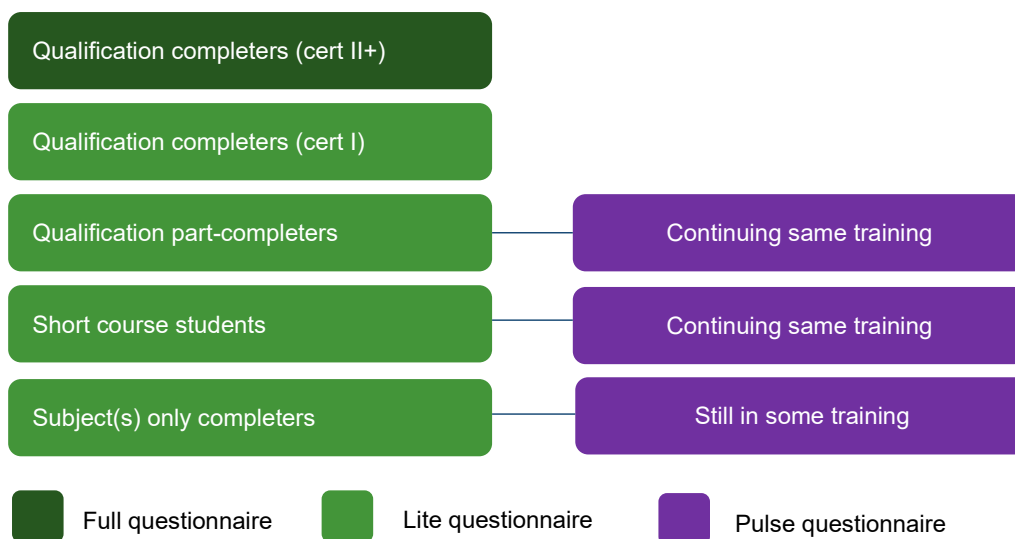 Qualification completers (cert II+)
Qualification completers (cert I)
Qualification part-completers
Continuing same training
Short course students
Continuing same training
Subject(s) only completers
Still in some training
Full questionnaire
Lite questionnaire
Pulse questionnaire